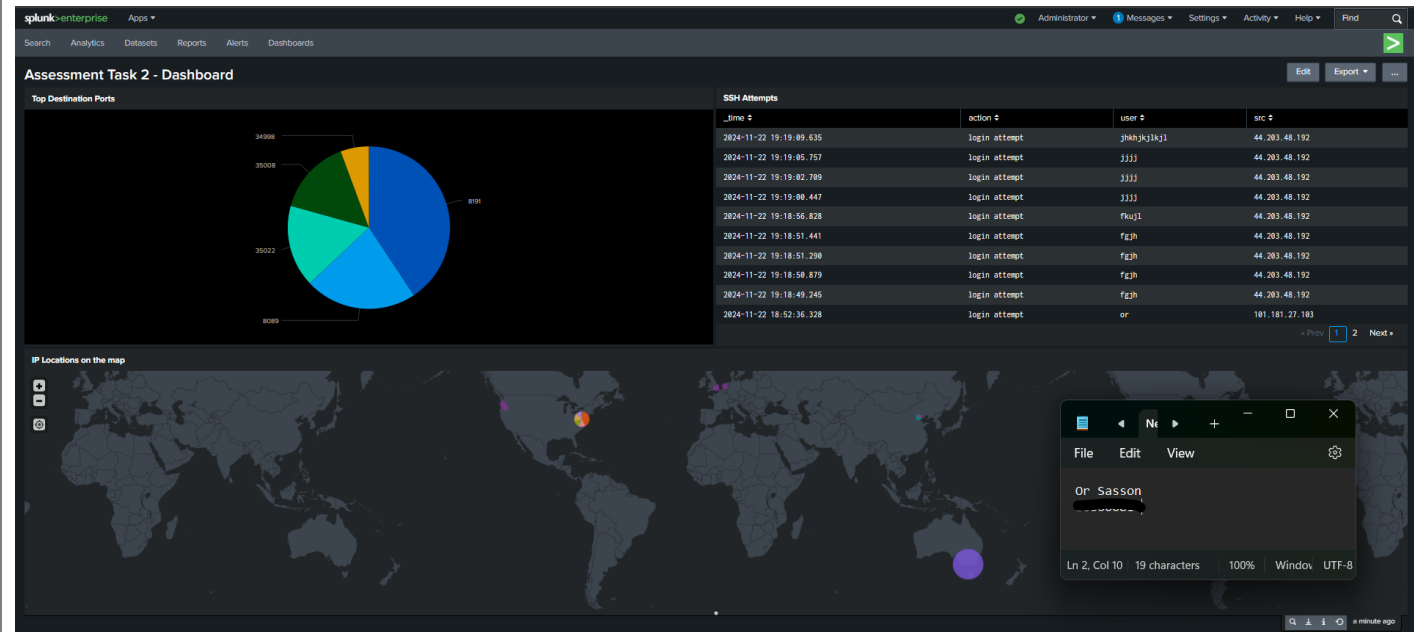 splunk>enterprise Apps
Administrator 1 Messages Settings Activity Help Find
Search Analytics Datasets Reports Alerts Dashboards
Assessment Task 2 - Dashboard
Edit Export ...
Top Destination Ports
34998
35008
8191
35022
8089
SSH Attempts
_time action user src
2024-11-22 19:19:09.635 login attempt jhkhjkjlkjl 44.203.48.192
2024-11-22 19:19:05.757 login attempt jjjj 44.203.48.192
2024-11-22 19:19:02.709 login attempt jjjj 44.203.48.192
2024-11-22 19:19:00.447 login attempt jjjj 44.203.48.192
2024-11-22 19:18:56.828 login attempt fkujl 44.203.48.192
2024-11-22 19:18:51.441 login attempt fgjh 44.203.48.192
2024-11-22 19:18:51.290 login attempt fgjh 44.203.48.192
2024-11-22 19:18:50.879 login attempt fgjh 44.203.48.192
2024-11-22 19:18:49.245 login attempt fgjh 44.203.48.192
2024-11-22 18:52:36.328 login attempt or 101.181.27.103
« Prev 1 2 Next »
IP Locations on the map
+
−
Ne +
File Edit View
Or Sasson
Ln 2, Col 10 19 characters 100% Window UTF-8
a minute ago